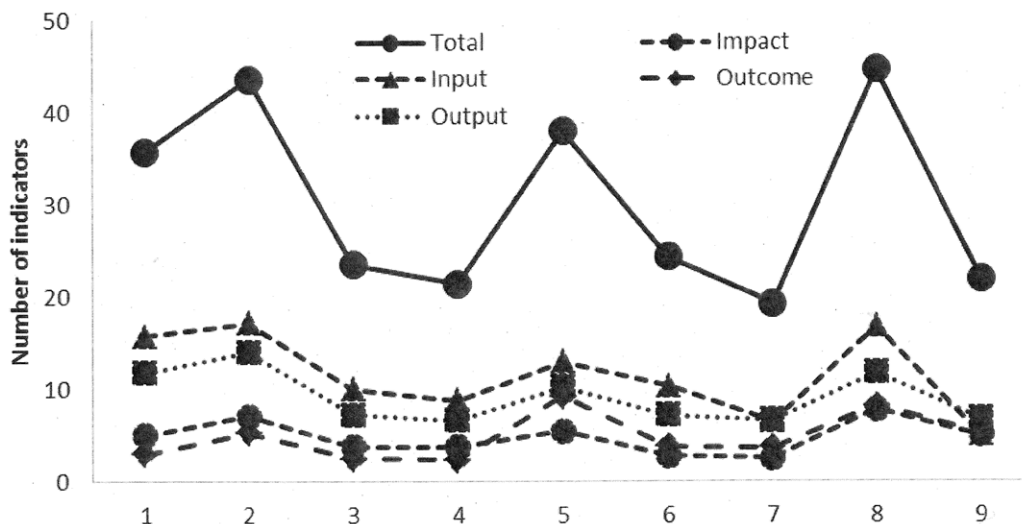 50
40
30
20
10
0
Number of indicators
Total
Impact
Input
Outcome
Output
1 2 3 4 5 6 7 8 9